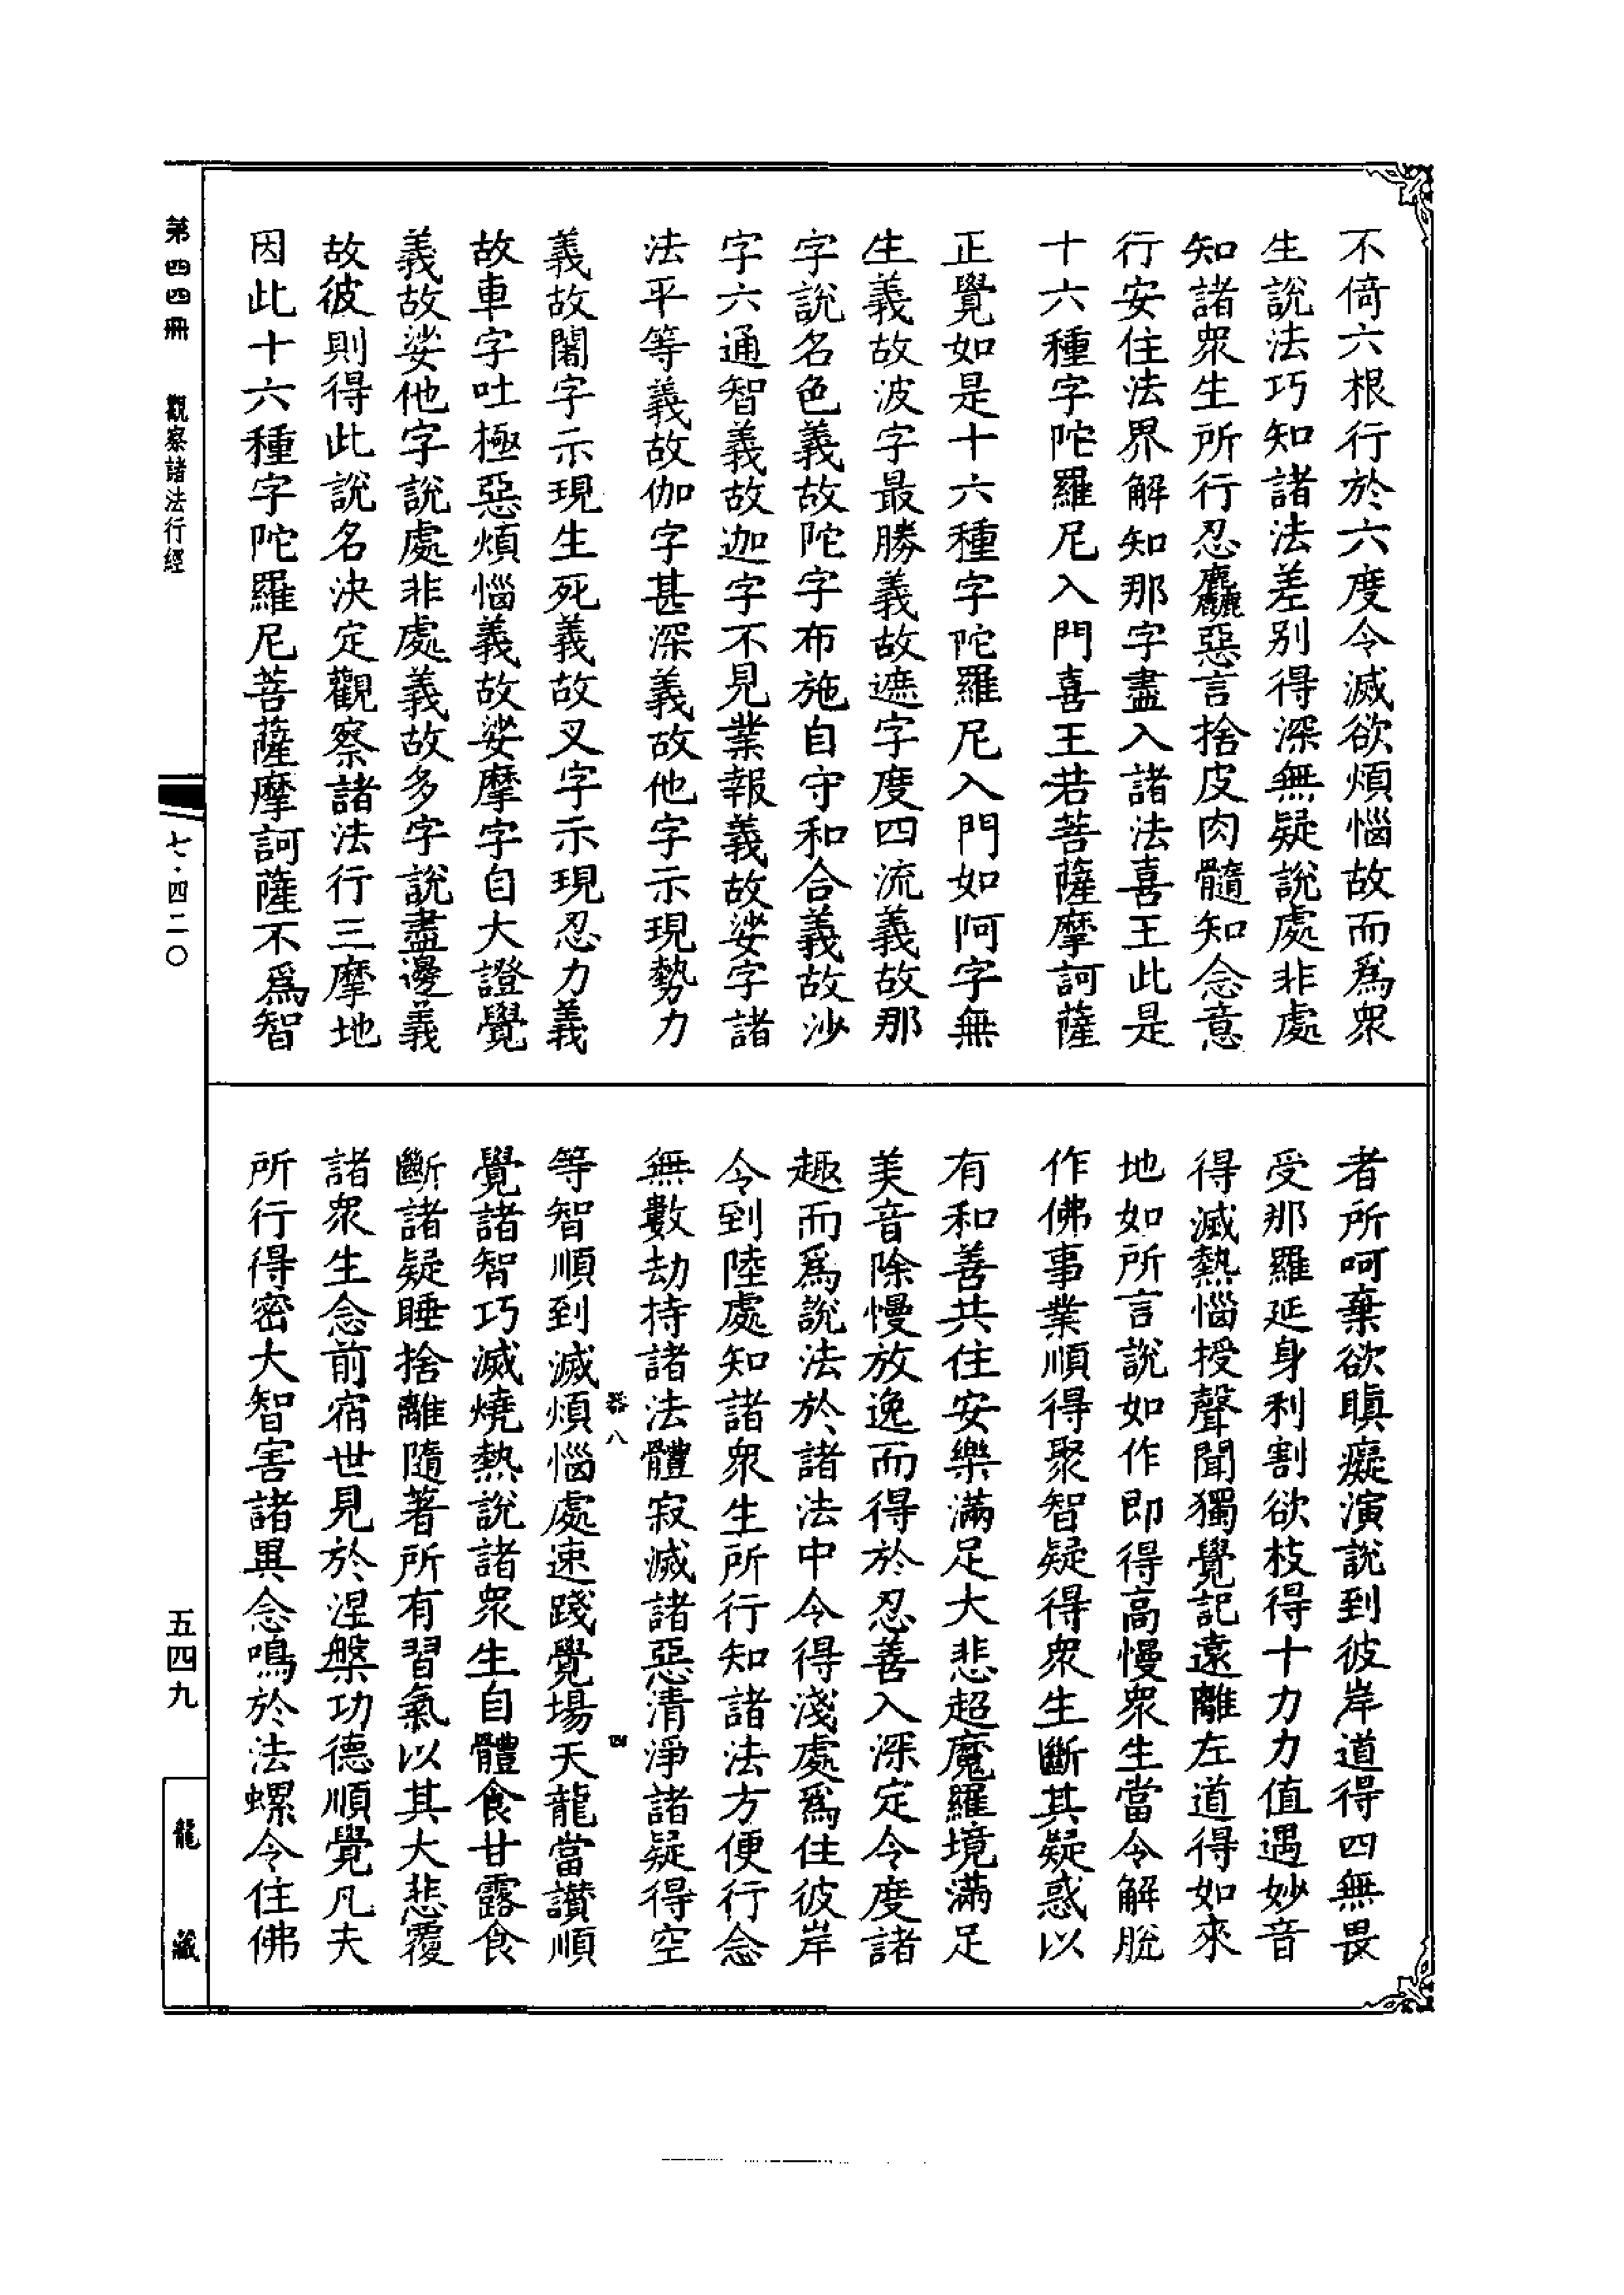 不倚六根行於六度令滅欲煩惱故而爲衆
生說法巧知諸法差别得深無疑說處非處
知諸衆生所行忍麤惡言捨皮肉髓知念意
行安住法界解知那字盡入諸法喜王此是
十六種字陀羅尼入門喜王若菩薩摩訶薩
正覺如是十六種字陀羅尼入門如阿字無
生義故波字最勝義故遮字度四流義故那
字說名色義故陀字布施自守和合義故沙
字六通智義故迦字不見業報義故娑字諸
法平等義故伽字甚深義故他字示現勢力
義故闍字示現生死義故叉字示現忍力義
故車字吐極惡煩惱義故娑摩字自大證覺
義故娑他字說處非處義故多字說盡邊義
故彼則得此說名決定觀察諸法行三摩地
因此十六種字陀羅尼菩薩摩訶薩不爲智
者所呵棄欲瞋癡演說到彼岸道得四無畏
受那羅延身利割欲枝得十力力值遇妙音
得滅熱惱授聲聞獨覺記遠離左道得如來
地如所言說如作即得高慢衆生當令解脫
作佛事業順得聚智疑得衆生斷其疑惑以
有和善共住安樂滿足大悲超魔羅境滿足
美音除慢放逸而得於忍善入深定令度諸
趣而爲說法於諸法中令得淺處爲住彼岸
令到陸處知諸衆生所行知諸法方便行念
無數劫持諸法體寂滅諸惡清淨諸疑得空
等智順到滅煩惱處速踐覺場天龍當讃順
覺諸智巧滅燒熱說諸衆生自體食甘露食
斷諸疑睡捨離隨著所有習氣以其大悲覆
諸衆生念前宿世見於涅槃功德順覺凡夫
所行得密大智害諸異念鳴於法螺令住佛
八
四
第四四冊
觀察諸法行經
七·四二〇
五四九
龍藏